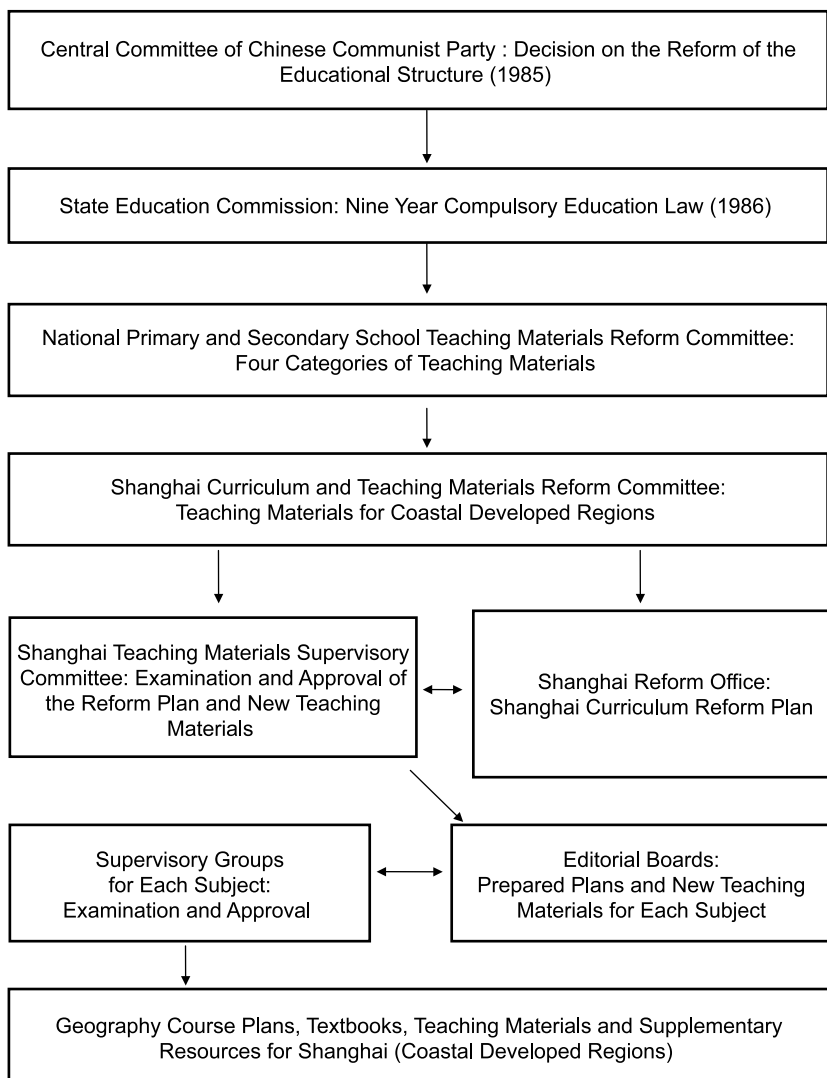 Central Committee of Chinese Communist Party : Decision on the Reform of the
Educational Structure (1985)
State Education Commission: Nine Year Compulsory Education Law (1986)
National Primary and Secondary School Teaching Materials Reform Committee:
Four Categories of Teaching Materials
Shanghai Curriculum and Teaching Materials Reform Committee:
Teaching Materials for Coastal Developed Regions
Shanghai Teaching Materials Supervisory
Committee: Examination and Approval of
the Reform Plan and New Teaching
Materials
Shanghai Reform Office:
Shanghai Curriculum Reform Plan
Supervisory Groups
for Each Subject:
Examination and Approval
Editorial Boards:
Prepared Plans and New Teaching
Materials for Each Subject
Geography Course Plans, Textbooks, Teaching Materials and Supplementary
Resources for Shanghai (Coastal Developed Regions)